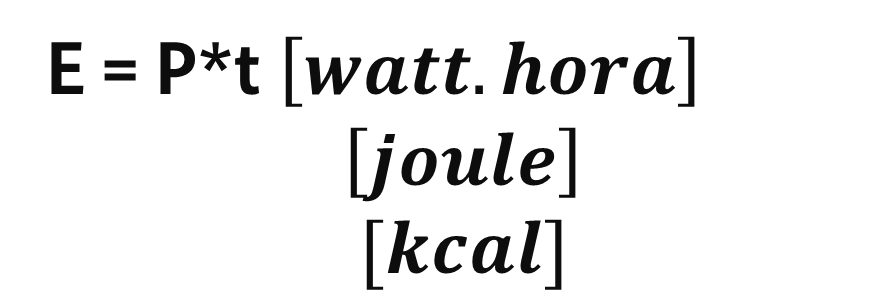 E = P*t [watt.hora]
[joule]
[kcal]